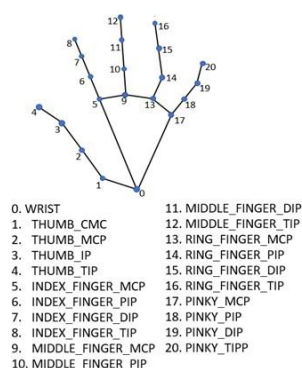 12
16
11
8
15
20
7
10
14
19
6
4
5
9
13
18
3
17
2
1
0
0. WRIST
1. THUMB_CMC
2. THUMB_MCP
3. THUMB_IP
4. THUMB_TIP
5. INDEX_FINGER_MCP
6. INDEX_FINGER_PIP
7. INDEX_FINGER_DIP
8. INDEX_FINGER_TIP
9. MIDDLE_FINGER_MCP
10. MIDDLE_FINGER_PIP
11. MIDDLE_FINGER_DIP
12. MIDDLE_FINGER_TIP
13. RING_FINGER_MCP
14. RING_FINGER_PIP
15. RING_FINGER_DIP
16. RING_FINGER_TIP
17. PINKY_MCP
18. PINKY_PIP
19. PINKY_DIP
20. PINKY_TIPP